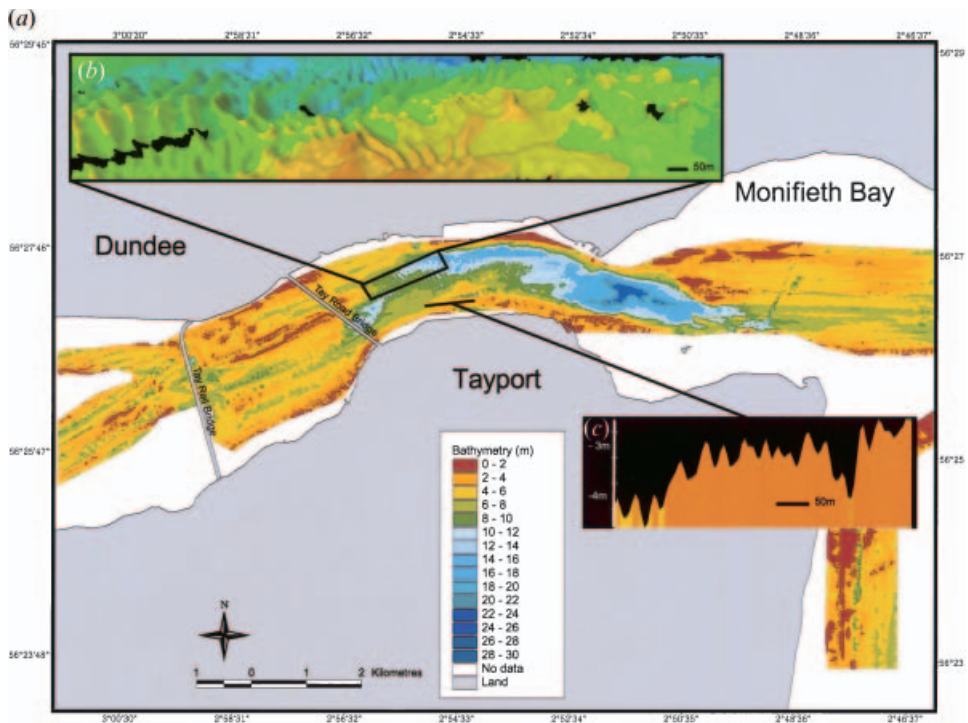 (a)
3°00'20" 2°58'31" 2°56'32" 2°54'33" 2°52'34" 2°50'35" 2°48'36" 2°46'37"
56°29'45" 56°29
(b)
50m
Monifieth Bay
Dundee
56°27'46" 56°27
Tay Road Bridge
Tayport
Tay Rail Bridge
(c)
-3m
-4m
50m
56°25'47" 56°25
Bathymetry (m)
0 - 2
2 - 4
4 - 6
6 - 8
8 - 10
10 - 12
12 - 14
14 - 16
16 - 18
18 - 20
20 - 22
22 - 24
24 - 26
26 - 28
28 - 30
No data
Land
N
1 0 1 2 Kilometres
56°23'48" 56°23
3°00'30" 2°58'31" 2°56'32" 2°54'33" 2°52'34" 2°50'35" 2°48'36" 2°46'37"